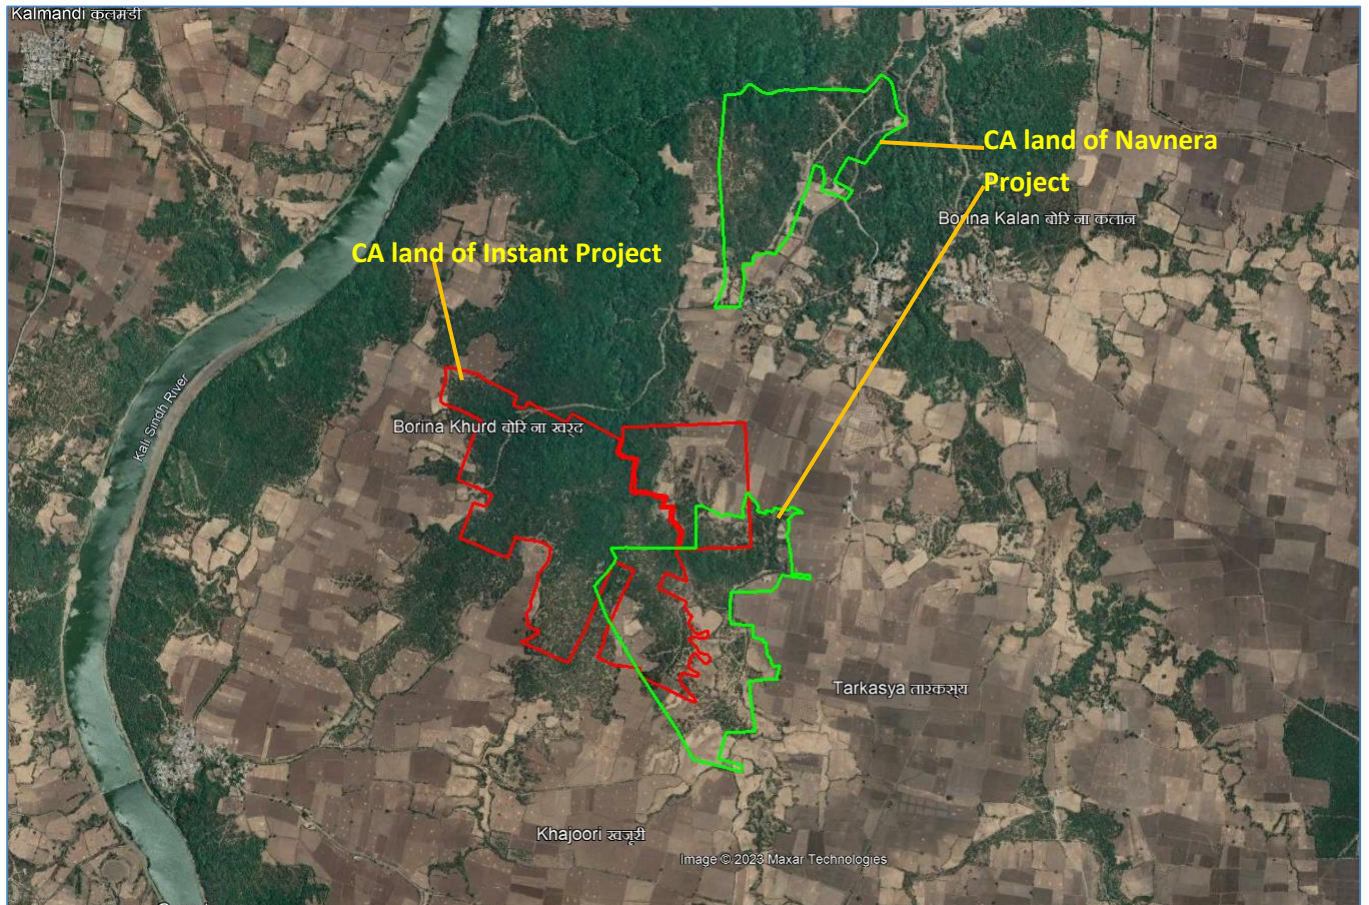 Kalmandi कलमंडी
CA land of Navnera
Project
Borina Kalan बोरि ना कलान
CA land of Instant Project
Kali Sindh River
Borina Khurd बोरि ना खुर्द
Tarkasya तारकस्य
Khajoori खजूरी
Image © 2023 Maxar Technologies